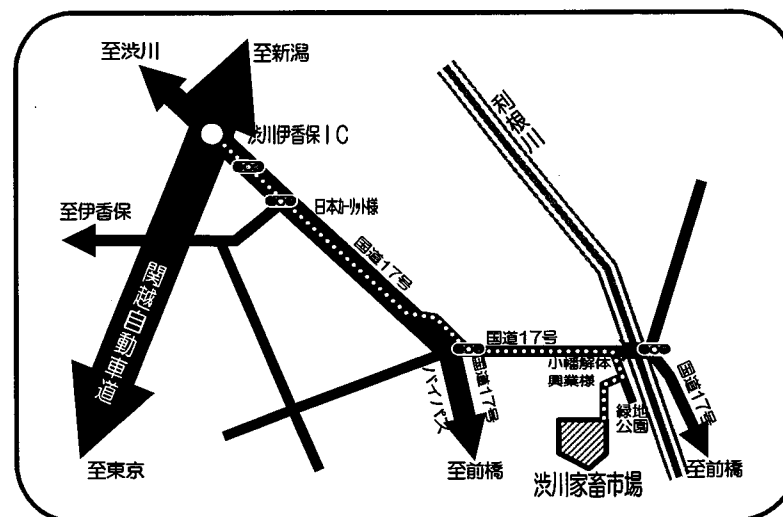 至渋川
至新潟
渋川伊香保IC
利根川
日本カーリット様
至伊香保
国道17号
関越自動車道
国道17号
小幡解体
興業様
国道17号
バイパス
国道17号
緑地
公園
至東京
至前橋
渋川家畜市場
至前橋